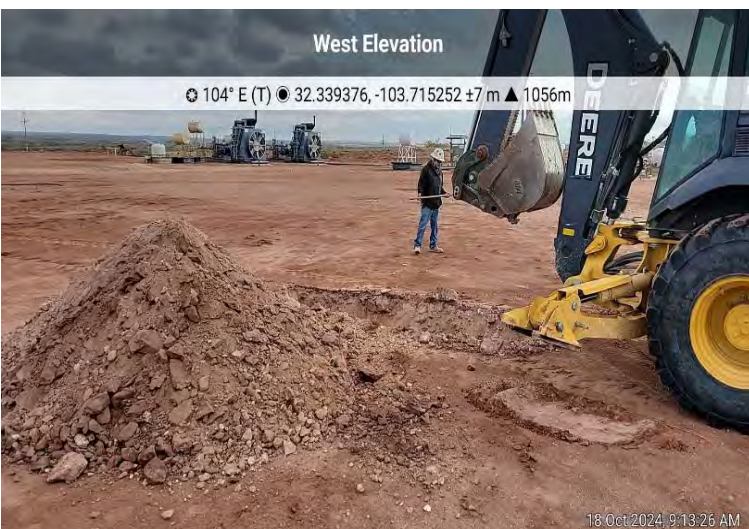 West Elevation
104° E (T) 32.339376, -103.715252 ±7 m ▲ 1056m
DEERE
18 Oct 2024, 9:13:26 AM